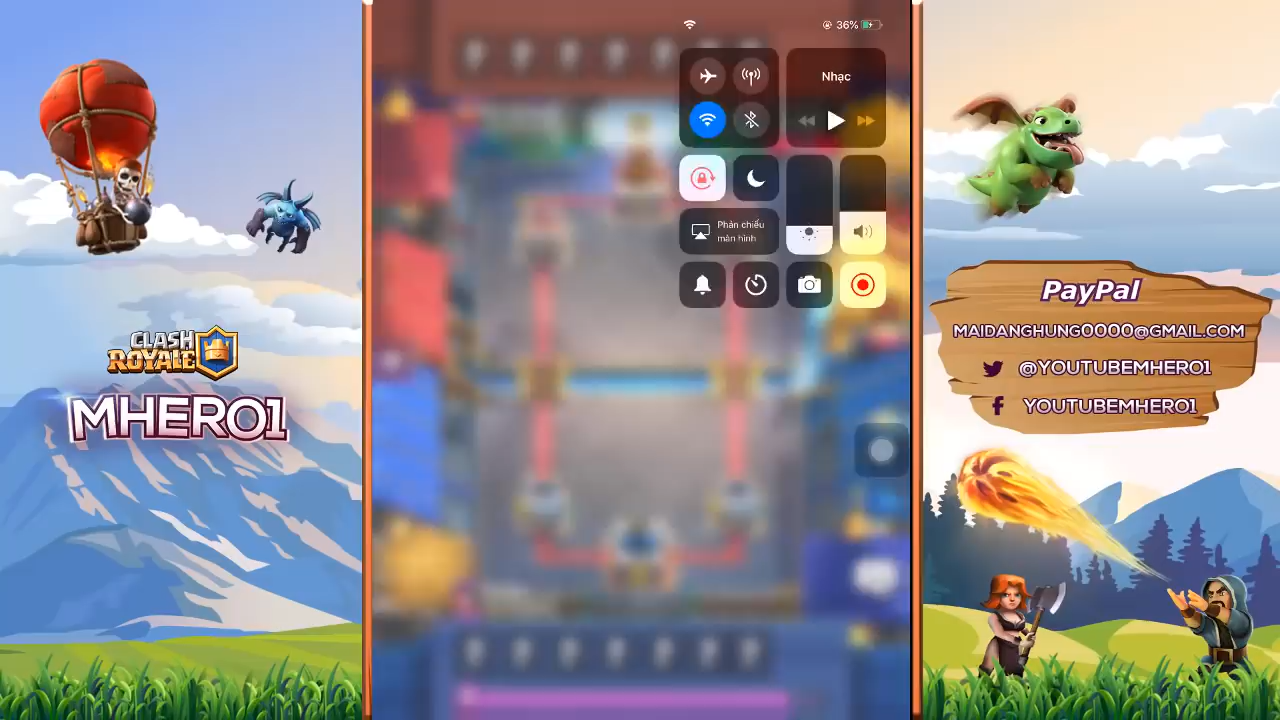 36%
Nhạc
Phản chiếu
màn hình
CLASH
ROYALE
MHERO1
PayPal
MAIDANGHUNG0000@GMAIL.COM
@YOUTUBEMHERO1
YOUTUBEMHERO1